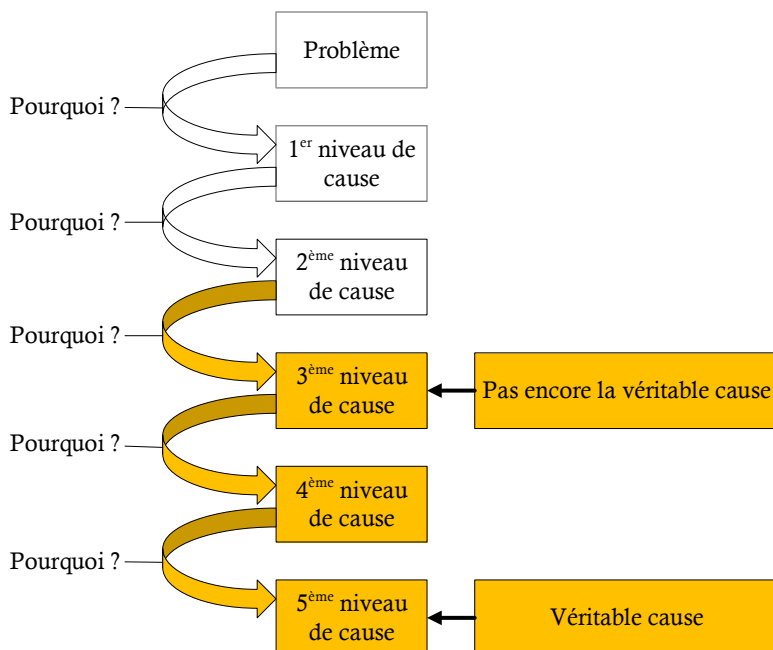 Problème
Pourquoi ?
1er niveau de
cause
Pourquoi ?
2ème niveau
de cause
Pourquoi ?
3ème niveau
de cause
Pas encore la véritable cause
Pourquoi ?
4ème niveau
de cause
Pourquoi ?
5ème niveau
de cause
Véritable cause